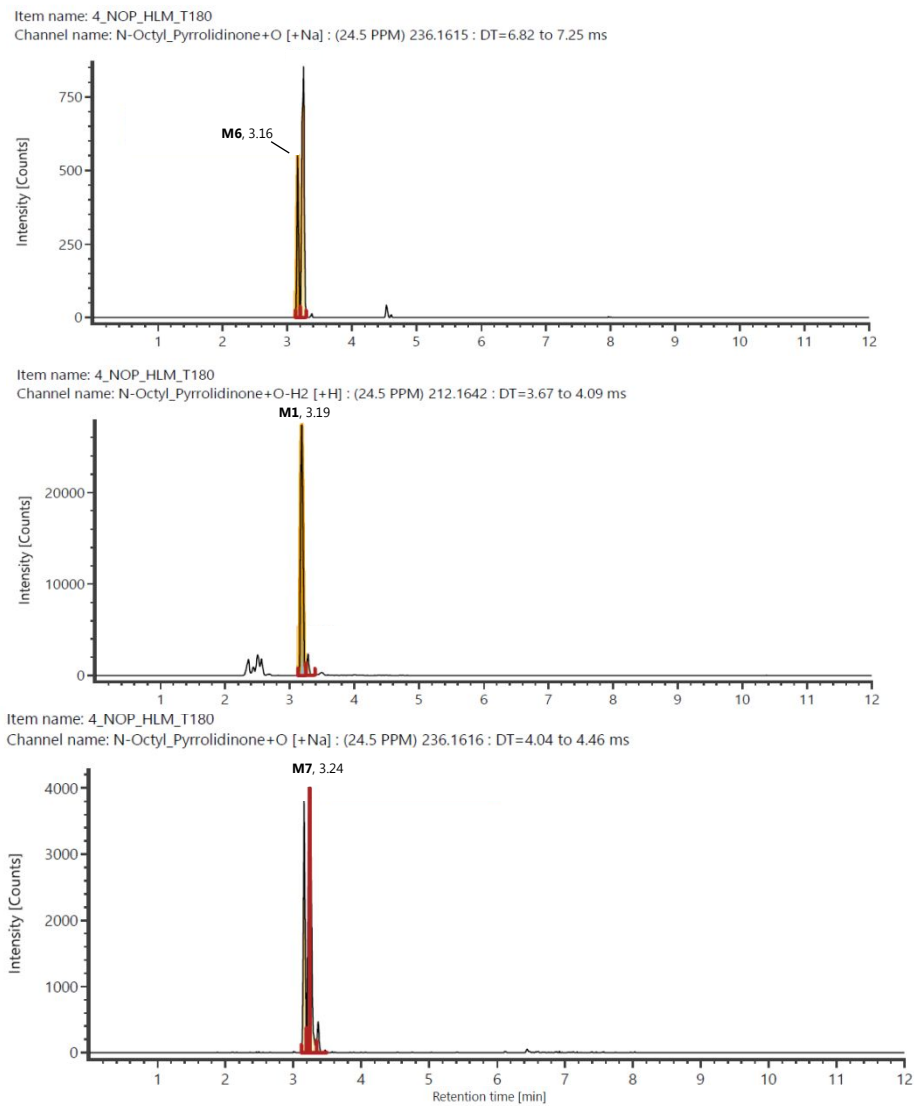 Item name: 4_NOP_HLM_T180
Channel name: N-Octyl_Pyrrolidinone+O [+Na] : (24.5 PPM) 236.1615 : DT=6.82 to 7.25 ms
Intensity [Counts]
750
500
250
0
M6, 3.16
1 2 3 4 5 6 7 8 9 10 11 12
Item name: 4_NOP_HLM_T180
Channel name: N-Octyl_Pyrrolidinone+O-H2 [+H] : (24.5 PPM) 212.1642 : DT=3.67 to 4.09 ms
M1, 3.19
Intensity [Counts]
20000
10000
0
1 2 3 4 5 6 7 8 9 10 11 12
Item name: 4_NOP_HLM_T180
Channel name: N-Octyl_Pyrrolidinone+O [+Na] : (24.5 PPM) 236.1616 : DT=4.04 to 4.46 ms
M7, 3.24
Intensity [Counts]
4000
3000
2000
1000
0
1 2 3 4 5 6 7 8 9 10 11 12
Retention time [min]